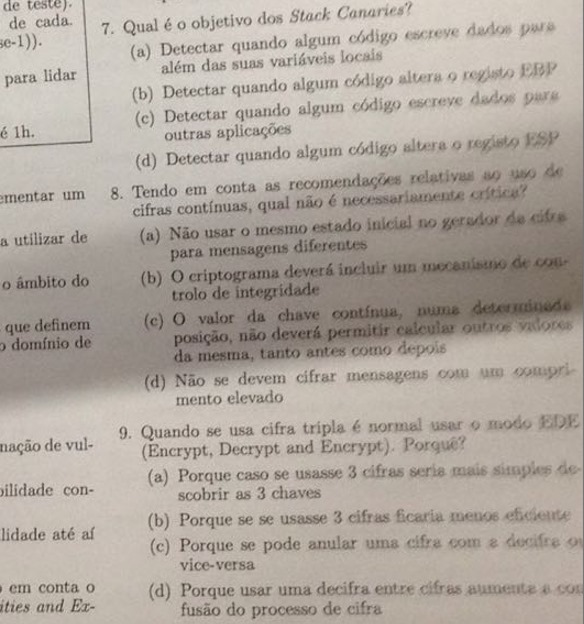 de teste).
de cada.
se-1)).
para lidar
é 1h.
ementar um
a utilizar de
o âmbito do
que definem
o domínio de
nação de vul-
bilidade con-
lidade até aí
em conta o
ities and Ex-
7. Qual é o objetivo dos Stack Canaries?
(a) Detectar quando algum código escreve dados para
além das suas variáveis locais
(b) Detectar quando algum código altera o registo EBP
(c) Detectar quando algum código escreve dados para
outras aplicações
(d) Detectar quando algum código altera o registo ESP
8. Tendo em conta as recomendações relativas ao uso de
cifras contínuas, qual não é necessariamente crítica?
(a) Não usar o mesmo estado inicial no gerador da cifra
para mensagens diferentes
(b) O criptograma deverá incluir um mecanismo de con-
trolo de integridade
(c) O valor da chave contínua, numa determinada
posição, não deverá permitir calcular outros valores
da mesma, tanto antes como depois
(d) Não se devem cifrar mensagens com um compri-
mento elevado
9. Quando se usa cifra tripla é normal usar o modo EDE
(Encrypt, Decrypt and Encrypt). Porquê?
(a) Porque caso se usasse 3 cifras seria mais simples de-
scobrir as 3 chaves
(b) Porque se se usasse 3 cifras ficaria menos eficiente
(c) Porque se pode anular uma cifra com a decifra ou
vice-versa
(d) Porque usar uma decifra entre cifras aumenta a con
fusão do processo de cifra